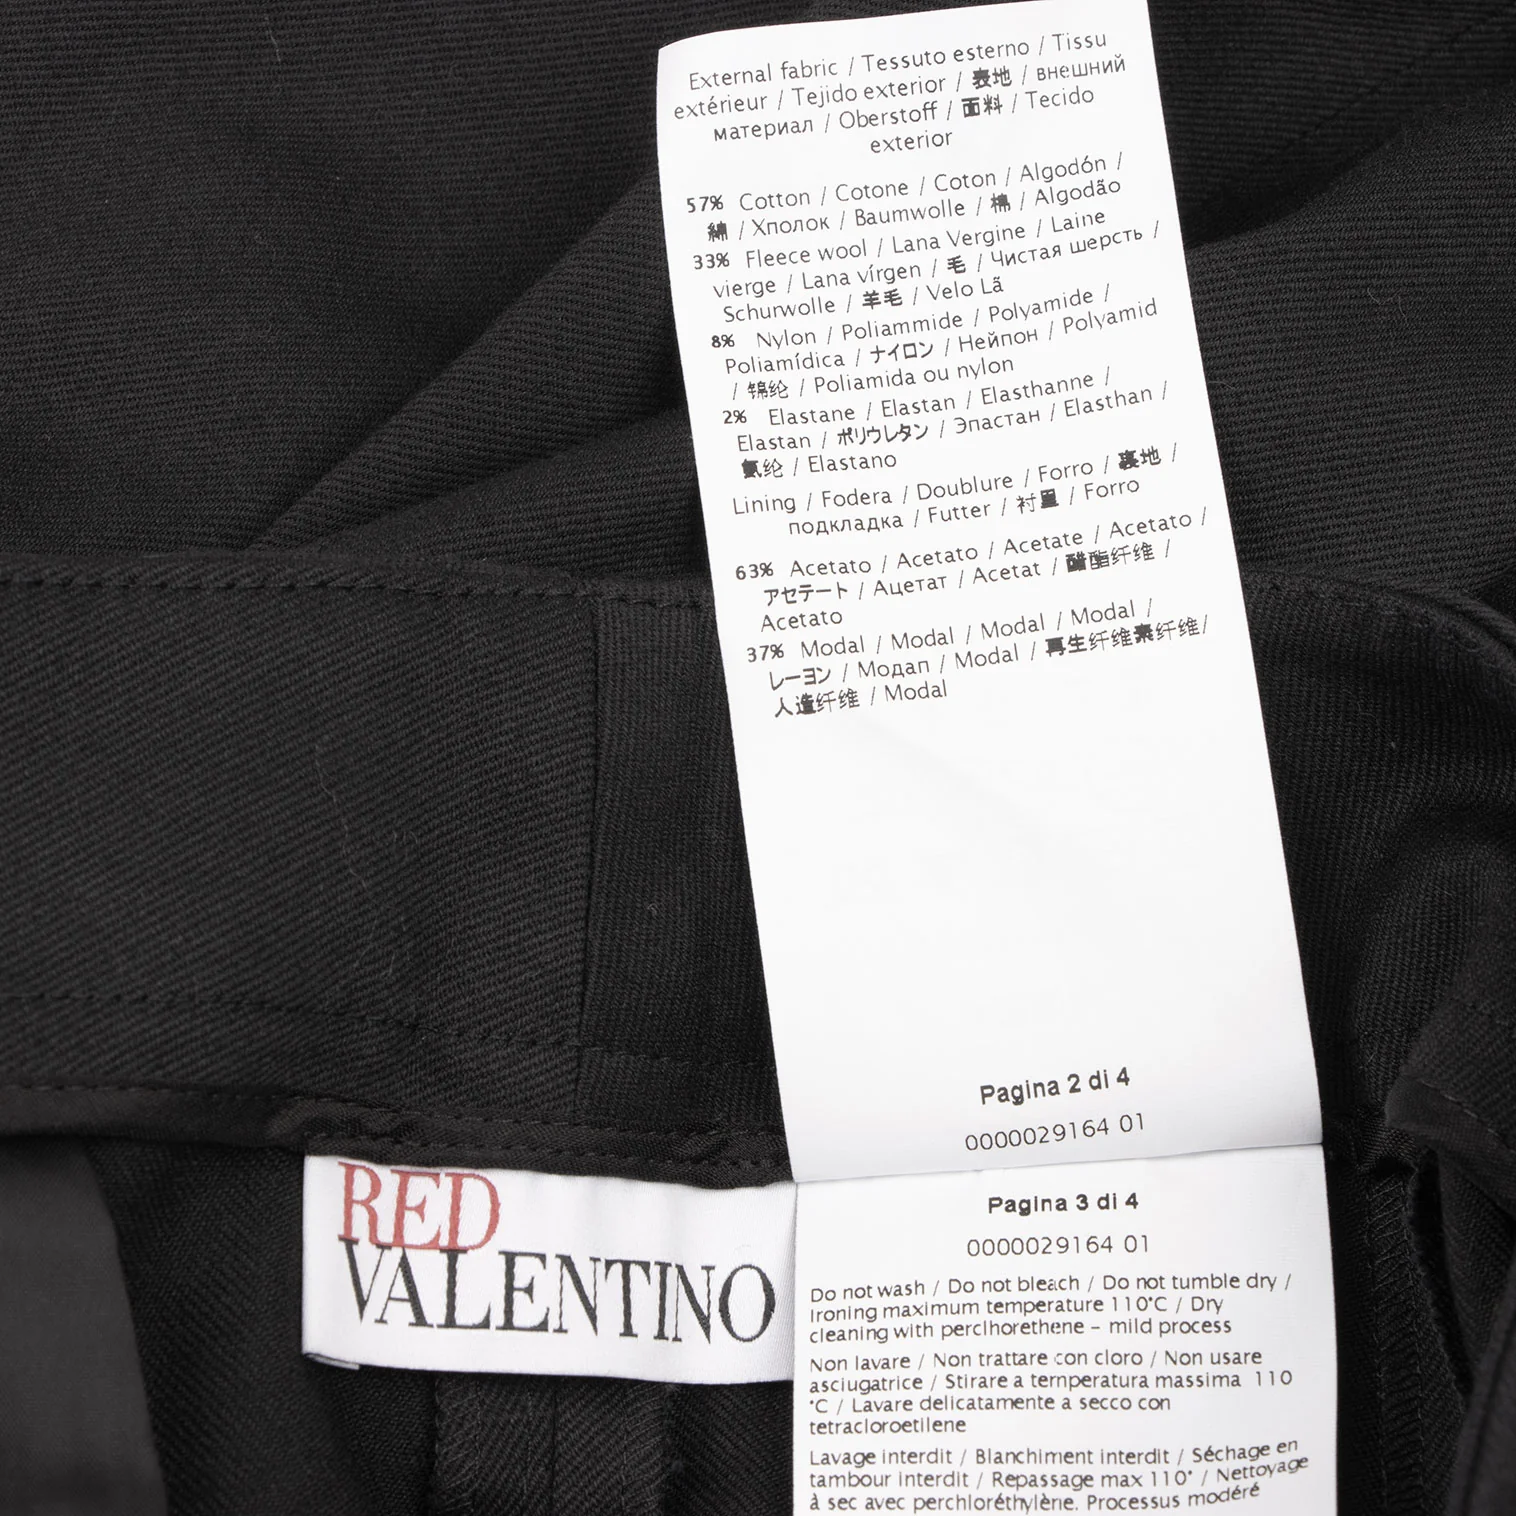 External fabric / Tessuto esterno / Tissu
extérieur / Tejido exterior / 表地 / внешний
материал / Oberstoff / 面料 / Tecido
exterior
57% Cotton / Cotone / Coton / Algodón /
綿 / Хполок / Baumwolle / 棉 / Algodão
33% Fleece wool / Lana Vergine / Laine
vierge / Lana vírgen / 毛 / Чистая шерсть /
Schurwolle / 羊毛 / Velo Lã
8% Nylon / Poliammide / Polyamide /
Poliamídica / ナイロン / Нейпон / Polyamid
/ 锦纶 / Poliamida ou nylon
2% Elastane / Elastan / Elasthanne /
Elastan / ポリウレタン / Эпастан / Elasthan /
氨纶 / Elastano
Lining / Fodera / Doublure / Forro / 裏地 /
подкладка / Futter / 衬里 / Forro
63% Acetato / Acetato / Acetate / Acetato /
アセテート / Ацетат / Acetat / 醋酯纤维 /
Acetato
37% Modal / Modal / Modal / Modal /
レーヨン / Модап / Modal / 再生纤维素纤维/
人造纤维 / Modal
Pagina 2 di 4
0000029164 01
RED
VALENTINO
Pagina 3 di 4
0000029164 01
Do not wash / Do not bleach / Do not tumble dry /
Ironing maximum temperature 110°C / Dry
cleaning with perclhorethene - mild process
Non lavare / Non trattare con cloro / Non usare
asciugatrice / Stirare a temperatura massima 110
°C / Lavare delicatamente a secco con
tetracloroetilene
Lavage interdit / Blanchiment interdit / Séchage en
tambour interdit / Repassage max 110° / Nettoyage
à sec avec perchloréthylène. Processus modéré